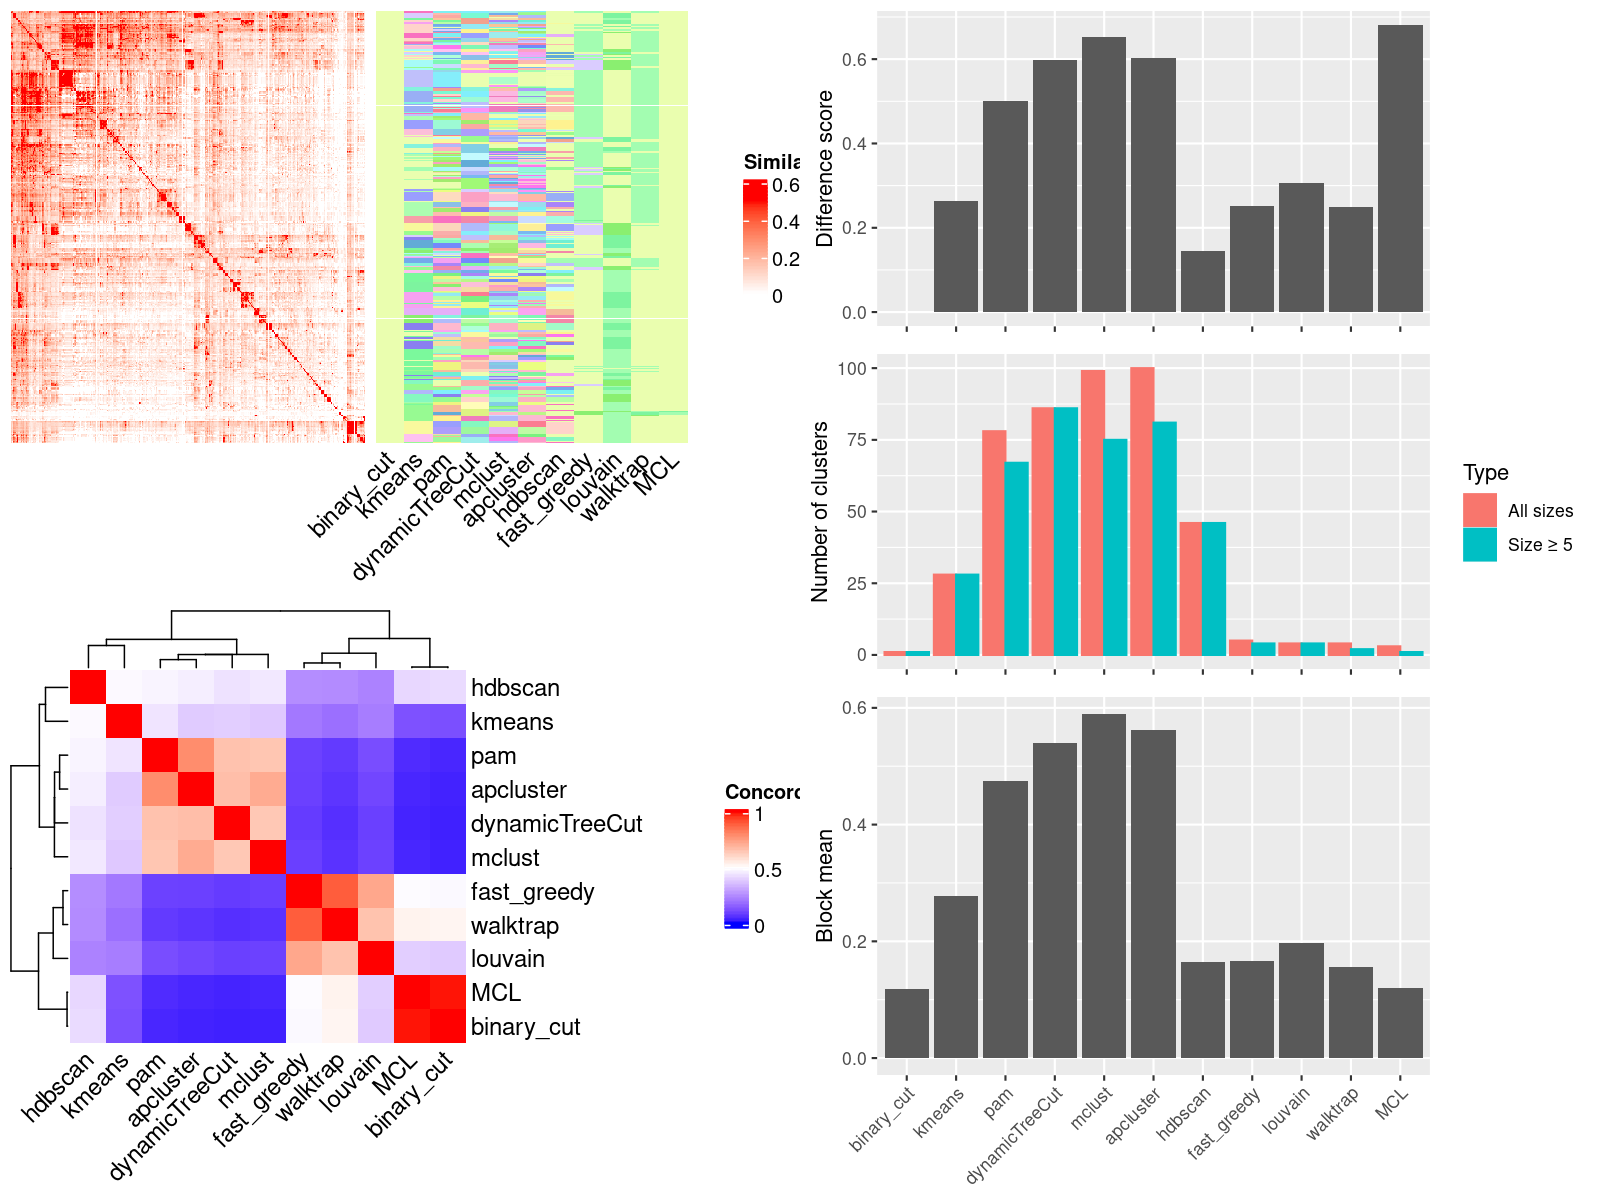 Simila
0.6
0.4
0.2
0
binary_cut
kmeans
pam
dynamicTreeCut
mclust
apcluster
hdbscan
fast_greedy
louvain
walktrap
MCL
hdbscan
kmeans
pam
apcluster
dynamicTreeCut
mclust
fast_greedy
walktrap
louvain
MCL
binary_cut
hdbscan
kmeans
pam
apcluster
dynamicTreeCut
mclust
fast_greedy
walktrap
louvain
MCL
binary_cut
Concord
1
0.5
0
Difference score
0.6
0.4
0.2
0.0
Number of clusters
100
75
50
25
0
Type
All sizes
Size ≥ 5
Block mean
0.6
0.4
0.2
0.0
binary_cut
kmeans
pam
dynamicTreeCut
mclust
apcluster
hdbscan
fast_greedy
louvain
walktrap
MCL